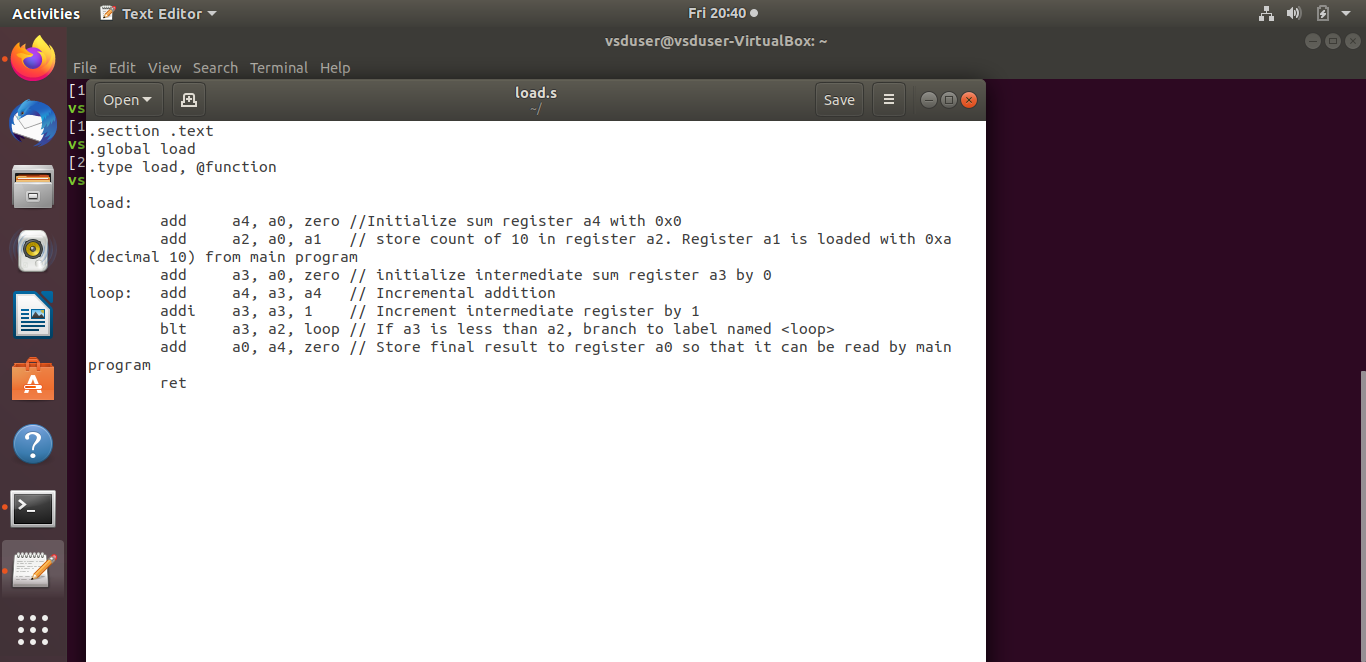 Activities Text Editor Fri 20:40
vsduser@vsduser-VirtualBox: ~
File Edit View Search Terminal Help
[1
vs
[1
vs
[2
vs
Open load.s Save
~/
.section .text
.global load
.type load, @function
load:
add a4, a0, zero //Initialize sum register a4 with 0x0
add a2, a0, a1 // store count of 10 in register a2. Register a1 is loaded with 0xa
(decimal 10) from main program
add a3, a0, zero // initialize intermediate sum register a3 by 0
loop: add a4, a3, a4 // Incremental addition
addi a3, a3, 1 // Increment intermediate register by 1
blt a3, a2, loop // If a3 is less than a2, branch to label named <loop>
add a0, a4, zero // Store final result to register a0 so that it can be read by main
program
ret